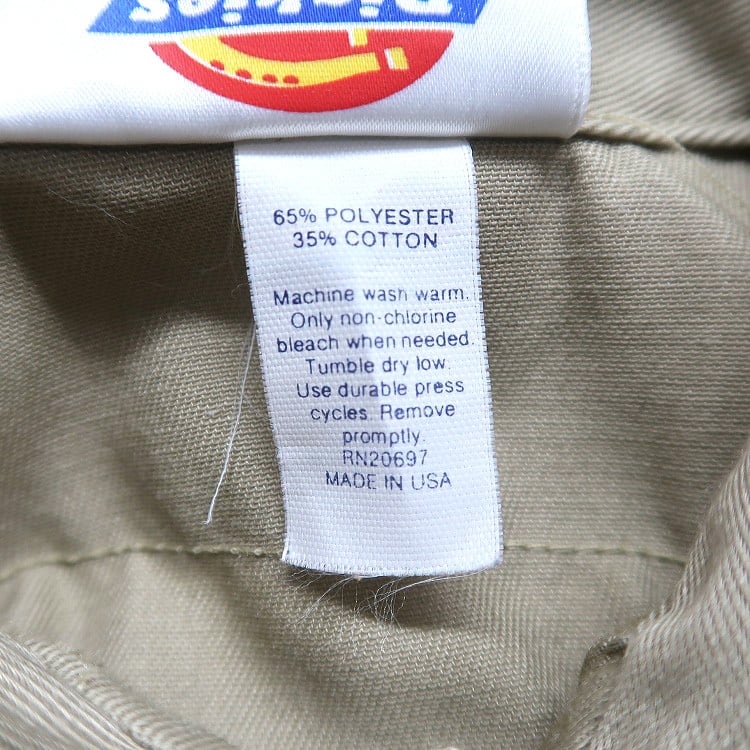 Dickies
65% POLYESTER
35% COTTON
Machine wash warm.
Only non-chlorine
bleach when needed.
Tumble dry low.
Use durable press
cycles. Remove
promptly.
RN20697
MADE IN USA